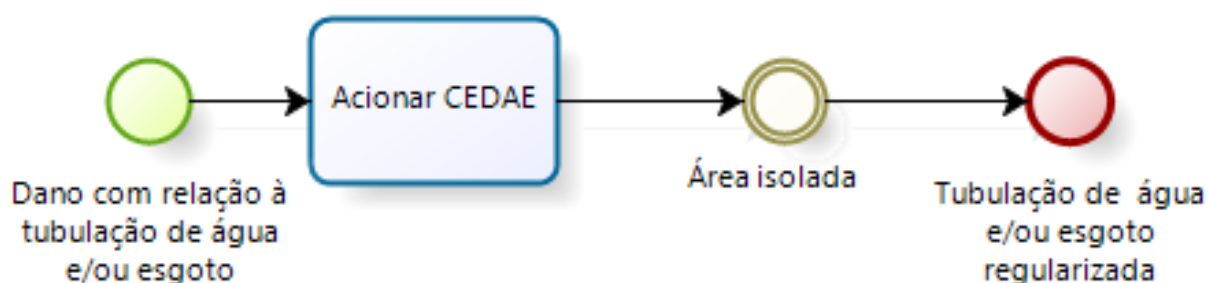 Acionar CEDAE
Dano com relação à
tubulação de água
e/ou esgoto
Área isolada
Tubulação de água
e/ou esgoto
regularizada